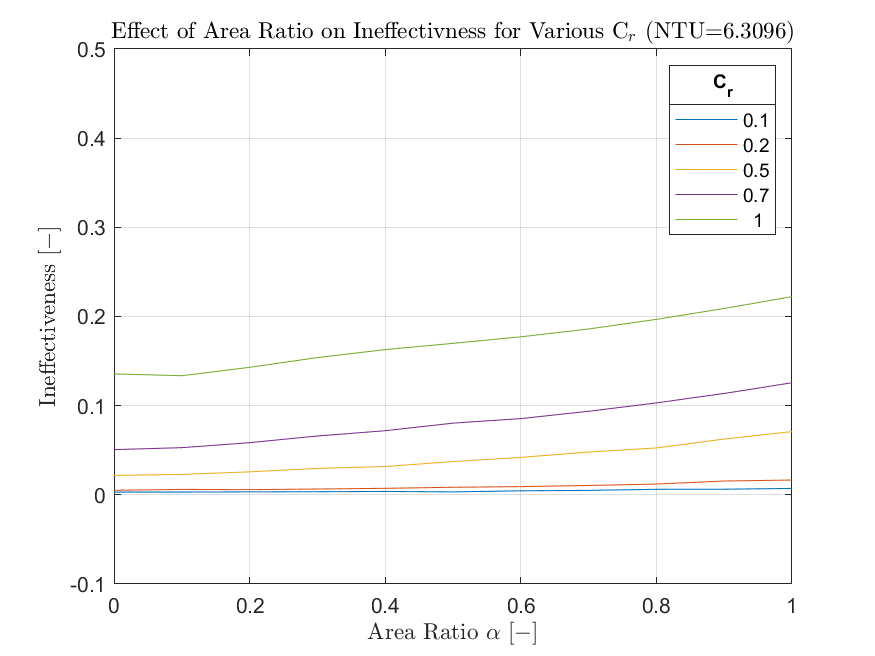 Effect of Area Ratio on Ineffectivness for Various Cr (NTU=6.3096)
0.5
0.4
0.3
0.2
0.1
0
-0.1
Ineffectiveness [−]
Cr
0.1
0.2
0.5
0.7
1
0 0.2 0.4 0.6 0.8 1
Area Ratio α [−]